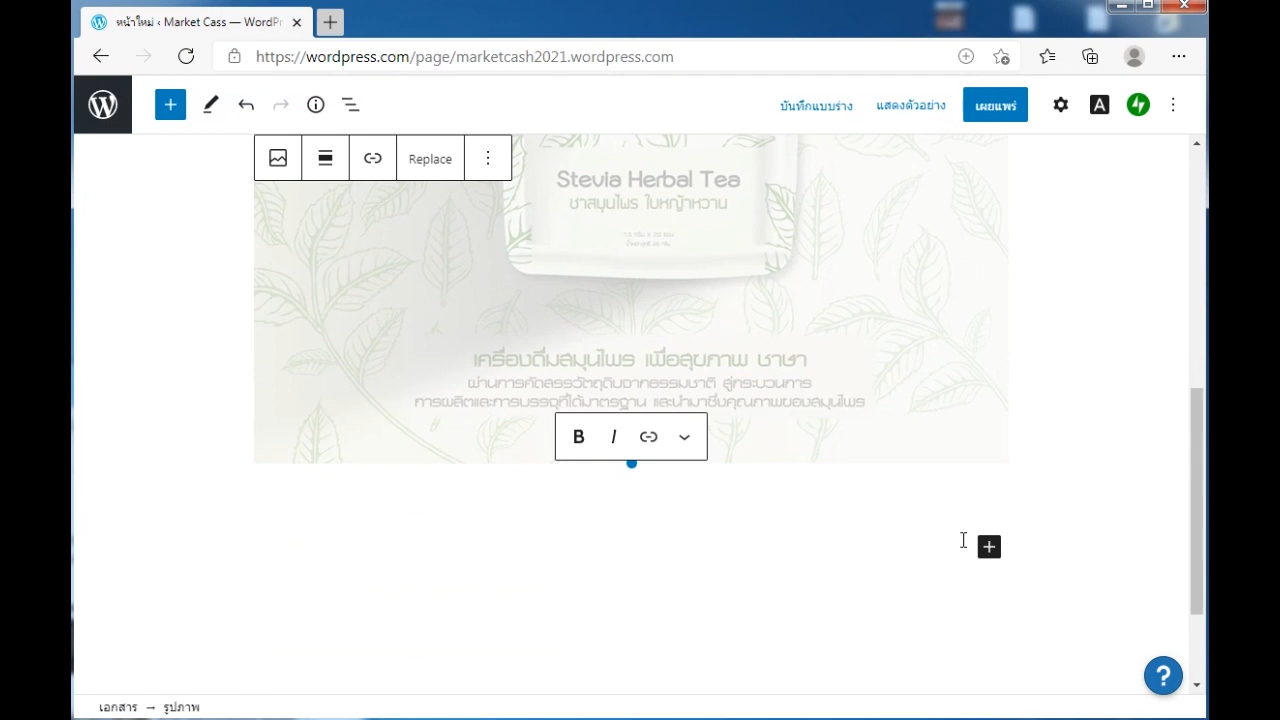 หน้าใหม่ ‹ Market Cass — WordPr
https://wordpress.com/page/marketcash2021.wordpress.com
บันทึกแบบร่าง
แสดงตัวอย่าง
เผยแพร่
A
Replace
Stevia Herbal Tea
ชาสมุนไพร ใบหญ้าหวาน
เครื่องดื่มสมุนไพร เพื่อสุขภาพ ชาษา
ผ่านการคัดสรรวัตถุดิบจากธรรมชาติ สู่กระบวนการ
การผลิตและการบรรจุที่ได้มาตรฐาน และนำมาซึ่งคุณภาพของสมุนไพร
B I
?
เอกสาร → รูปภาพ